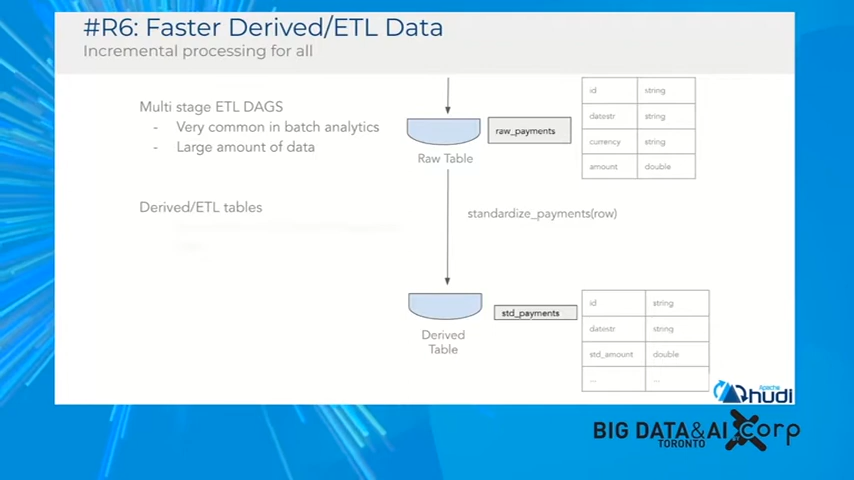 #R6: Faster Derived/ETL Data
Incremental processing for all
Multi stage ETL DAGS
- Very common in batch analytics
- Large amount of data
Derived/ETL tables
raw_payments
Raw Table
id string
datestr string
currency string
amount double
standardize_payments(row)
std_payments
Derived
Table
id string
datestr string
std_amount double
... ...
Apache
hudi
BIG DATA&AI
TORONTO
corp